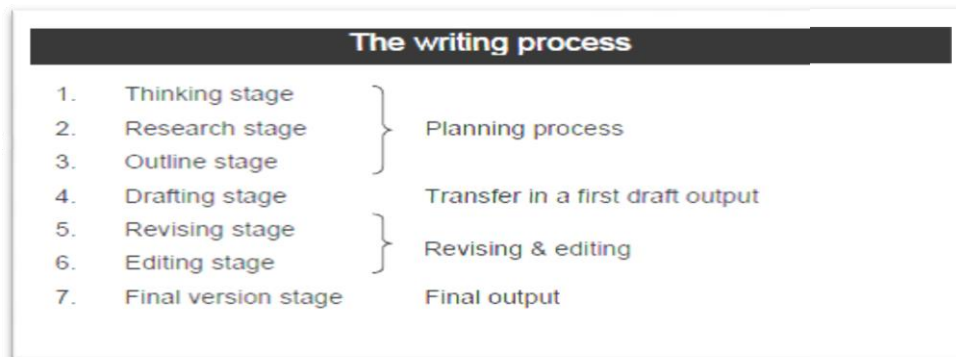 The writing process
1. Thinking stage
2. Research stage Planning process
3. Outline stage
4. Drafting stage Transfer in a first draft output
5. Revising stage
Revising & editing
6. Editing stage
7. Final version stage Final output